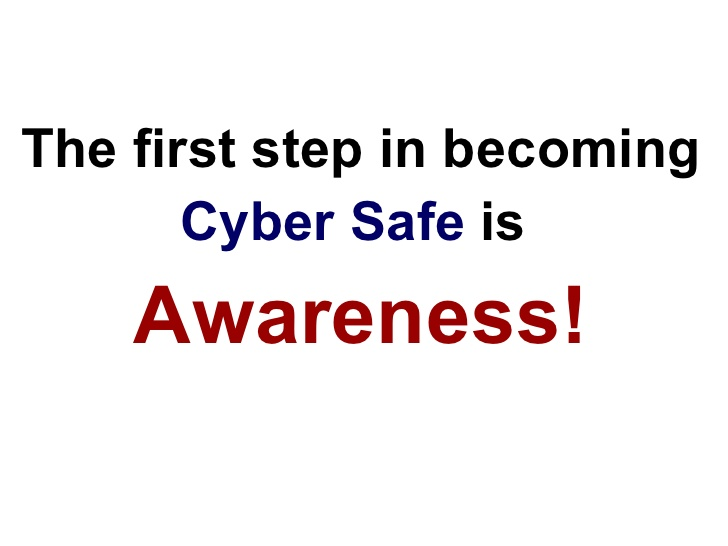 The first step in becoming
Cyber Safe is
Awareness!